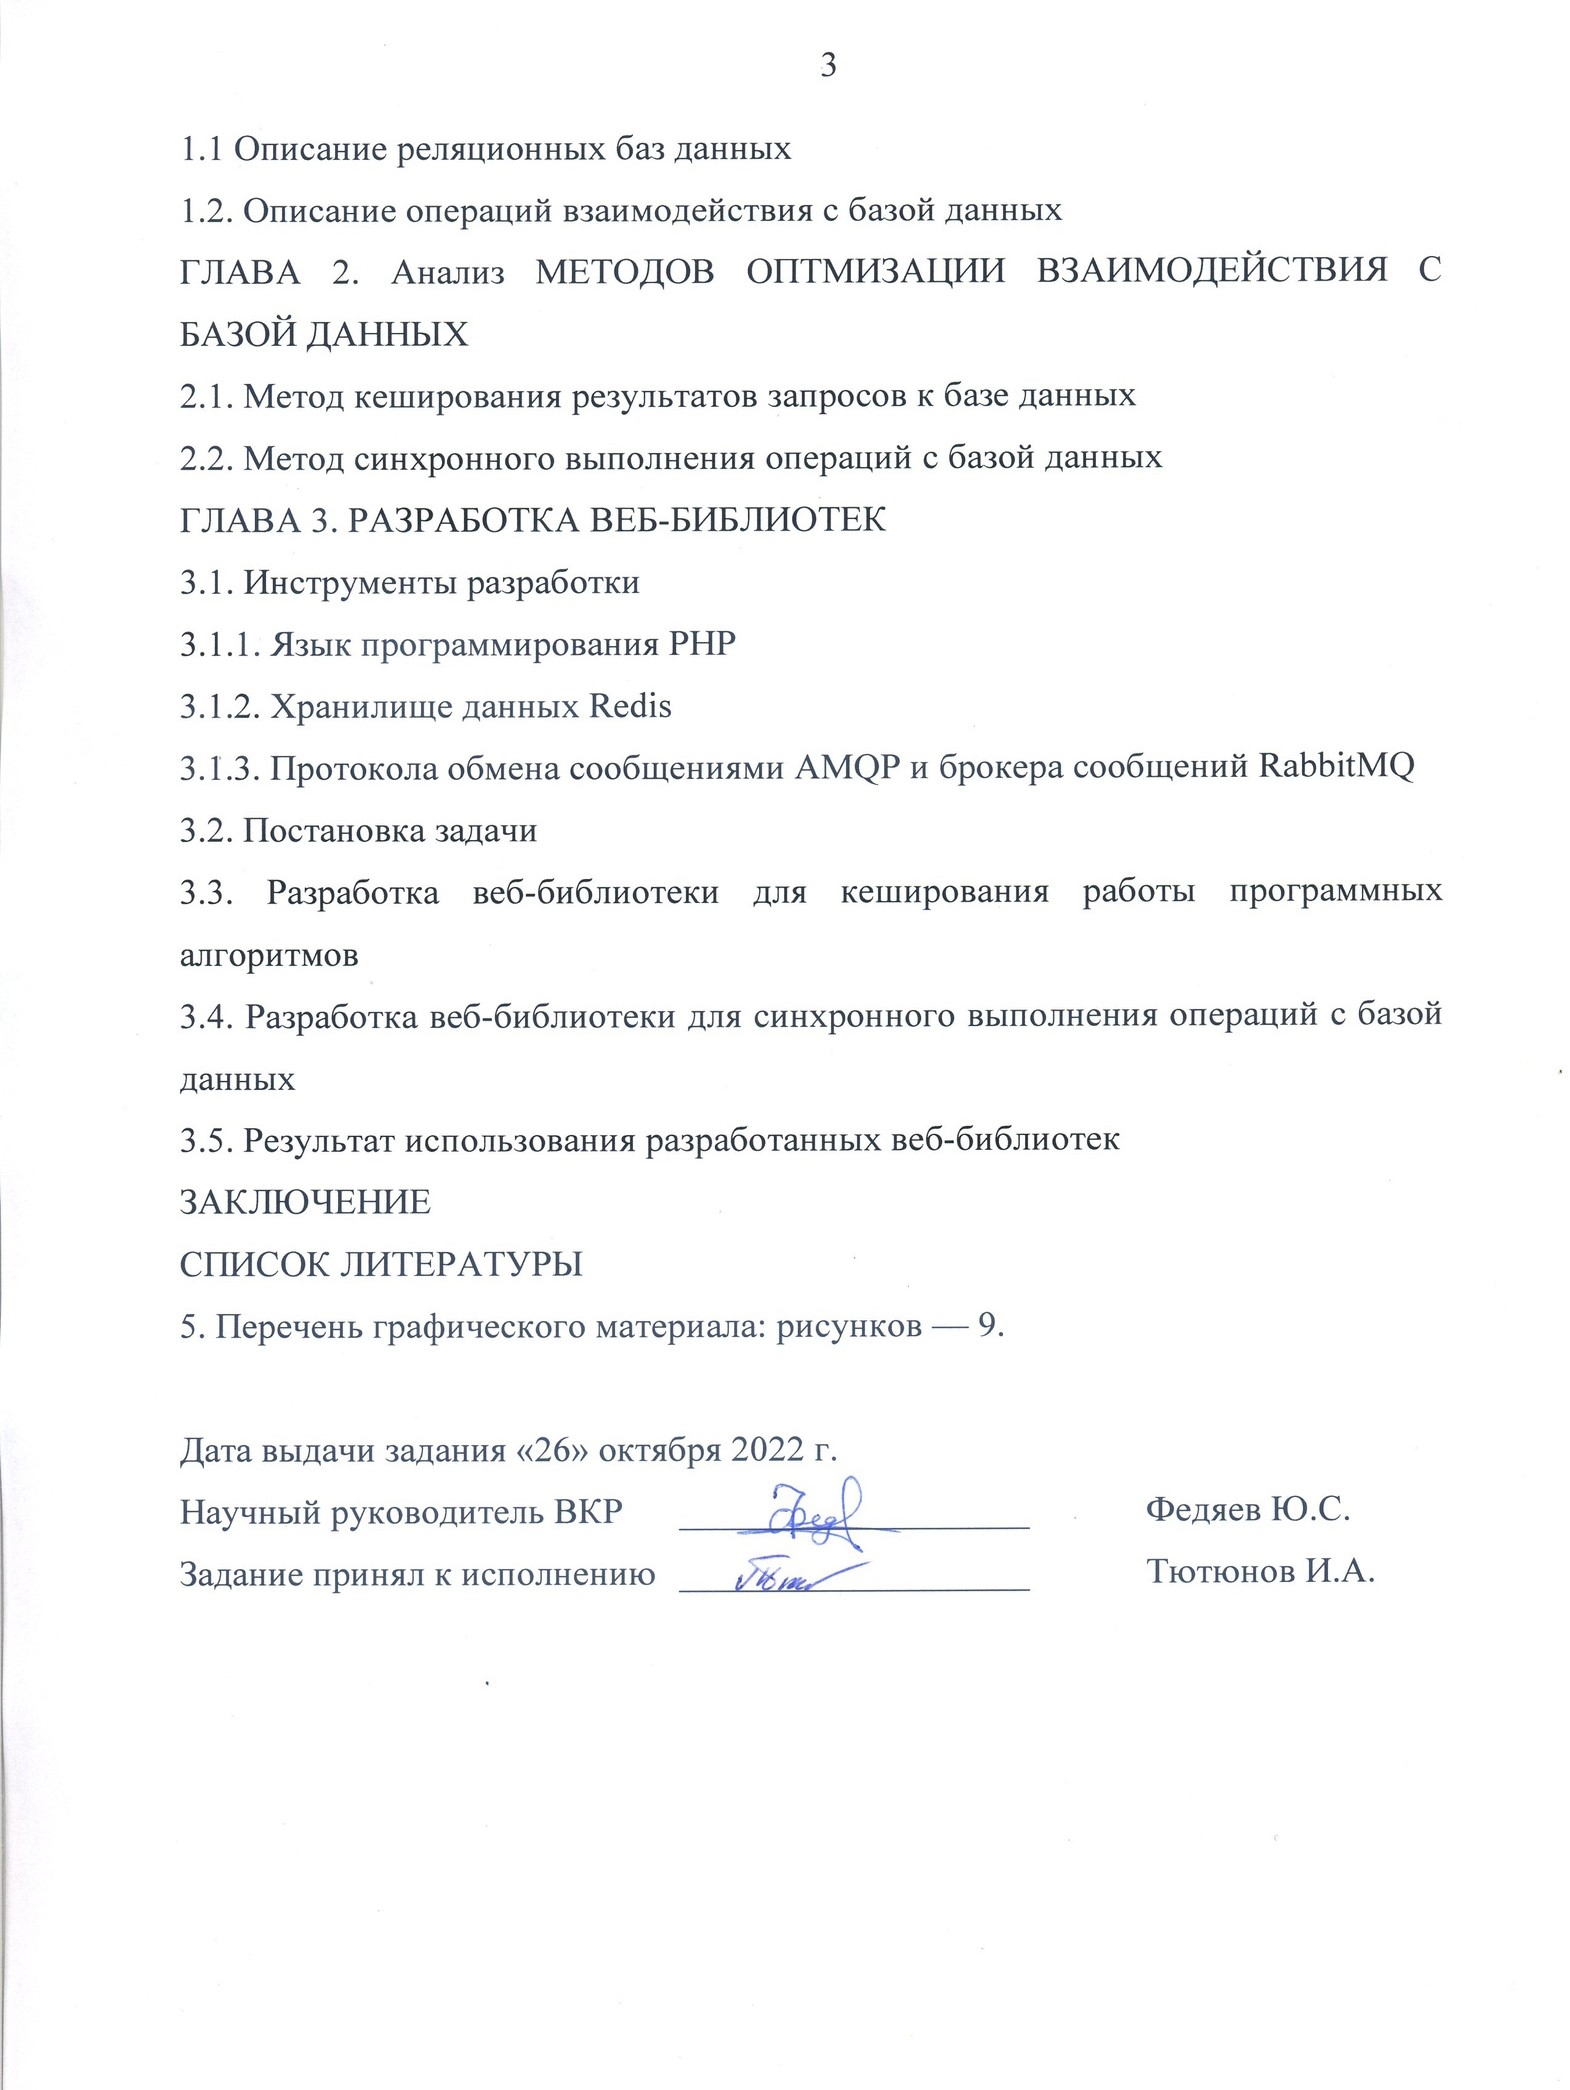 3
1.1 Описание реляционных баз данных
1.2. Описание операций взаимодействия с базой данных
ГЛАВА 2. Анализ МЕТОДОВ ОПТМИЗАЦИИ ВЗАИМОДЕЙСТВИЯ С
БАЗОЙ ДАННЫХ
2.1. Метод кеширования результатов запросов к базе данных
2.2. Метод синхронного выполнения операций с базой данных
ГЛАВА 3. РАЗРАБОТКА ВЕБ-БИБЛИОТЕК
3.1. Инструменты разработки
3.1.1. Язык программирования PHP
3.1.2. Хранилище данных Redis
3.1.3. Протокола обмена сообщениями AMQP и брокера сообщений RabbitMQ
3.2. Постановка задачи
3.3. Разработка веб-библиотеки для кеширования работы программных
алгоритмов
3.4. Разработка веб-библиотеки для синхронного выполнения операций с базой
данных
3.5. Результат использования разработанных веб-библиотек
ЗАКЛЮЧЕНИЕ
СПИСОК ЛИТЕРАТУРЫ
5. Перечень графического материала: рисунков — 9.
Дата выдачи задания «26» октября 2022 г.
Научный руководитель ВКР Федяев Ю.С.
Задание принял к исполнению Тютюнов И.А.